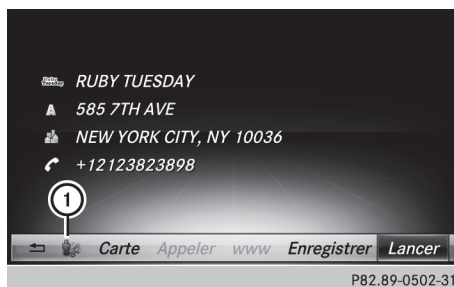 RUBY TUESDAY
A 585 7TH AVE
NEW YORK CITY, NY 10036
+12123823898
1
Carte Appeler www Enregistrer Lancer
P82.89-0502-31